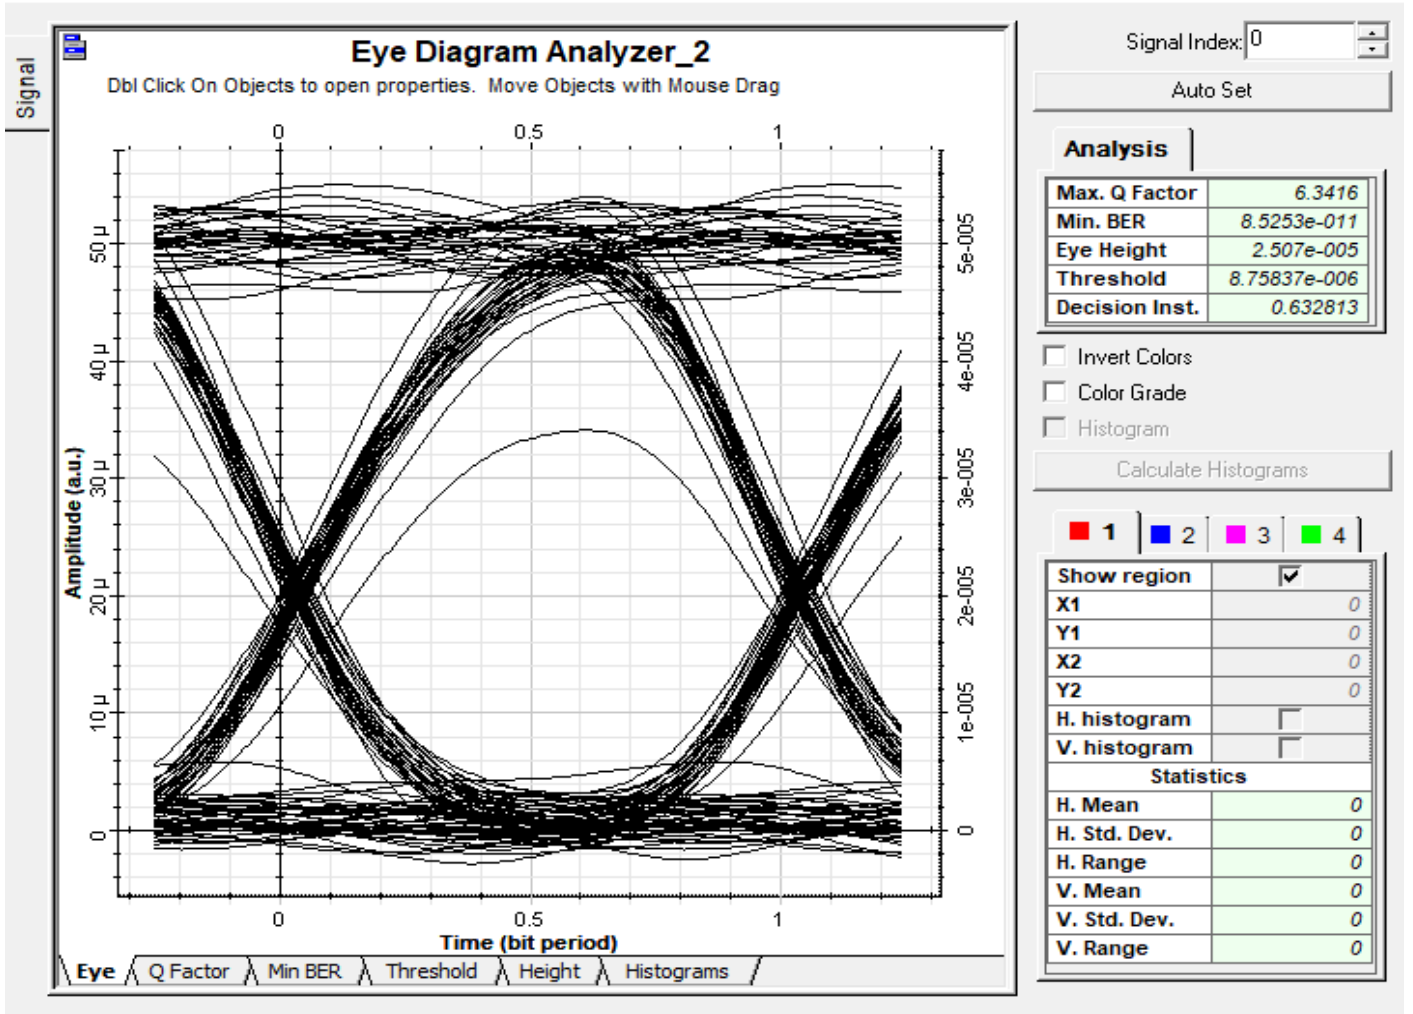 Signal
Eye Diagram Analyzer_2
Dbl Click On Objects to open properties. Move Objects with Mouse Drag
0 0.5 1
Amplitude (a.u.)
50 µ
40 µ
30 µ
20 µ
10 µ
0
5e-005
4e-005
3e-005
2e-005
1e-005
0
0 0.5 1
Time (bit period)
Eye Q Factor Min BER Threshold Height Histograms
Signal Index: 0
Auto Set
Analysis
Max. Q Factor 6.3416
Min. BER 8.5253e-011
Eye Height 2.507e-005
Threshold 8.75837e-006
Decision Inst. 0.632813
Invert Colors
Color Grade
Histogram
Calculate Histograms
1 2 3 4
Show region
X1 0
Y1 0
X2 0
Y2 0
H. histogram
V. histogram
Statistics
H. Mean 0
H. Std. Dev. 0
H. Range 0
V. Mean 0
V. Std. Dev. 0
V. Range 0